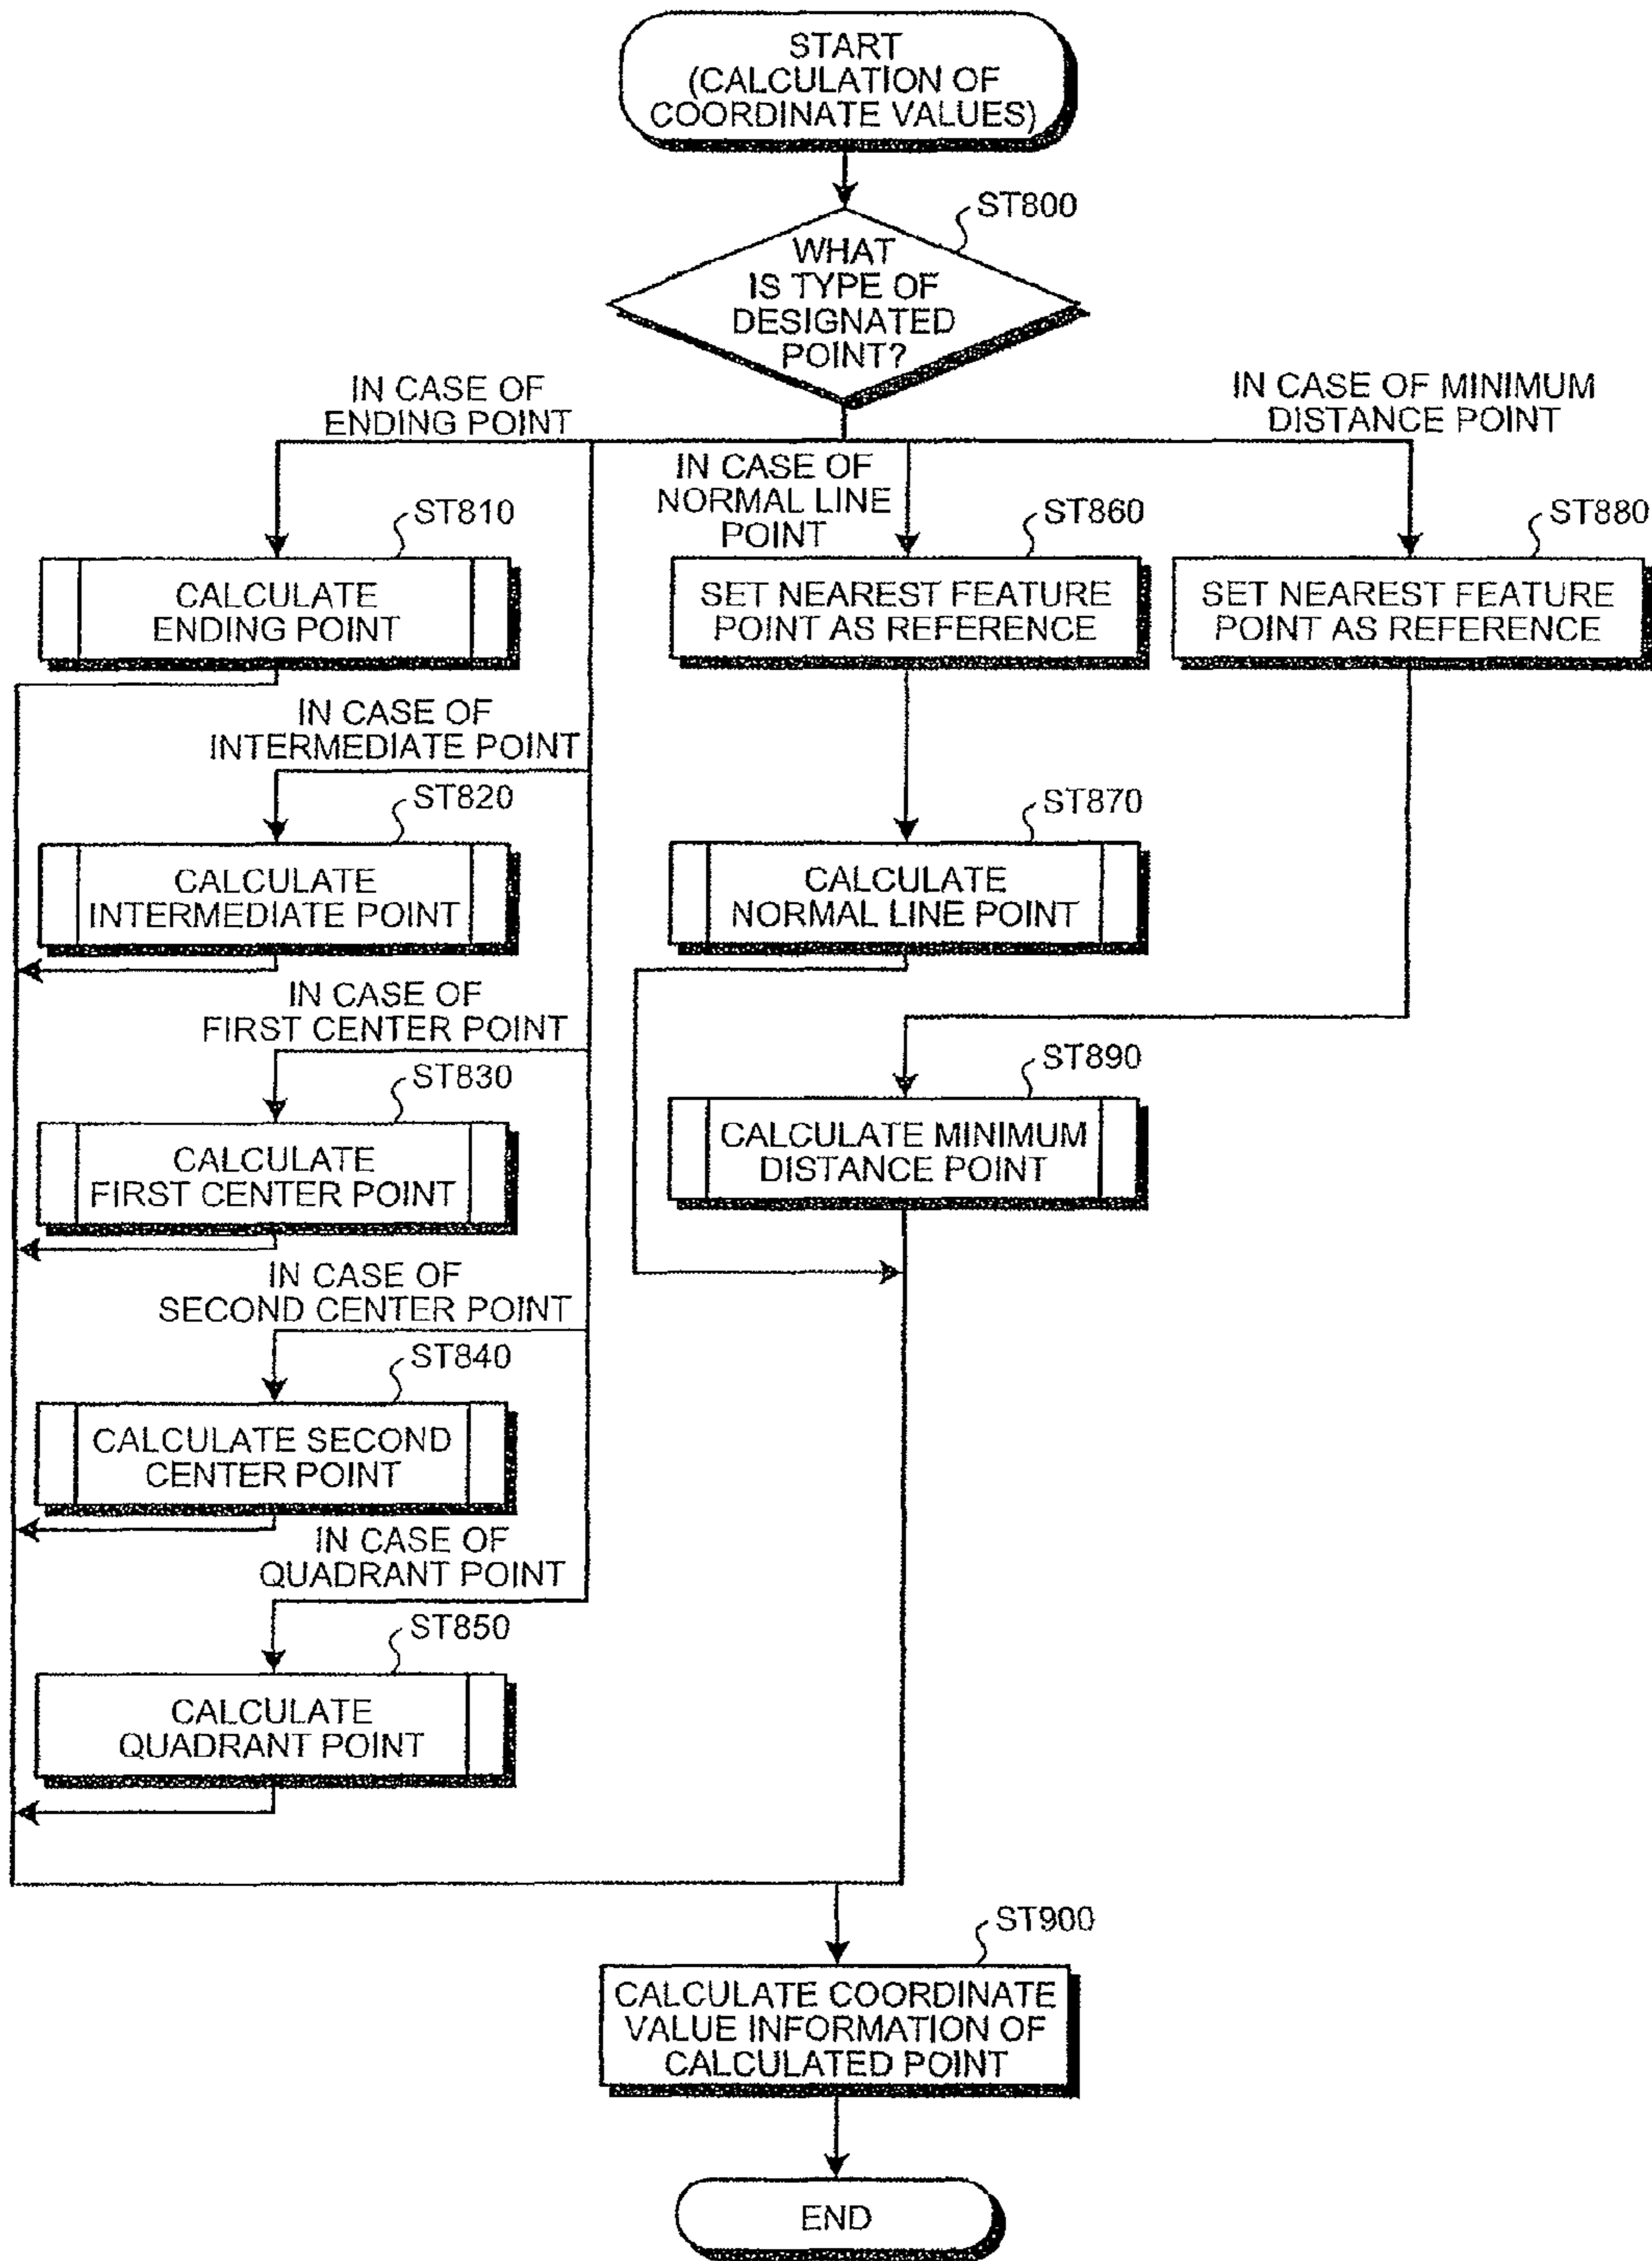 START
(CALCULATION OF
COORDINATE VALUES)
ST800
WHAT
IS TYPE OF
DESIGNATED
POINT?
IN CASE OF
ENDING POINT
IN CASE OF
NORMAL LINE
POINT
IN CASE OF MINIMUM
DISTANCE POINT
ST810
CALCULATE
ENDING POINT
ST860
SET NEAREST FEATURE
POINT AS REFERENCE
ST880
SET NEAREST FEATURE
POINT AS REFERENCE
IN CASE OF
INTERMEDIATE POINT
ST820
CALCULATE
INTERMEDIATE POINT
ST870
CALCULATE
NORMAL LINE POINT
IN CASE OF
FIRST CENTER POINT
ST830
CALCULATE
FIRST CENTER POINT
ST890
CALCULATE MINIMUM
DISTANCE POINT
IN CASE OF
SECOND CENTER POINT
ST840
CALCULATE SECOND
CENTER POINT
IN CASE OF
QUADRANT POINT
ST850
CALCULATE
QUADRANT POINT
ST900
CALCULATE COORDINATE
VALUE INFORMATION OF
CALCULATED POINT
END